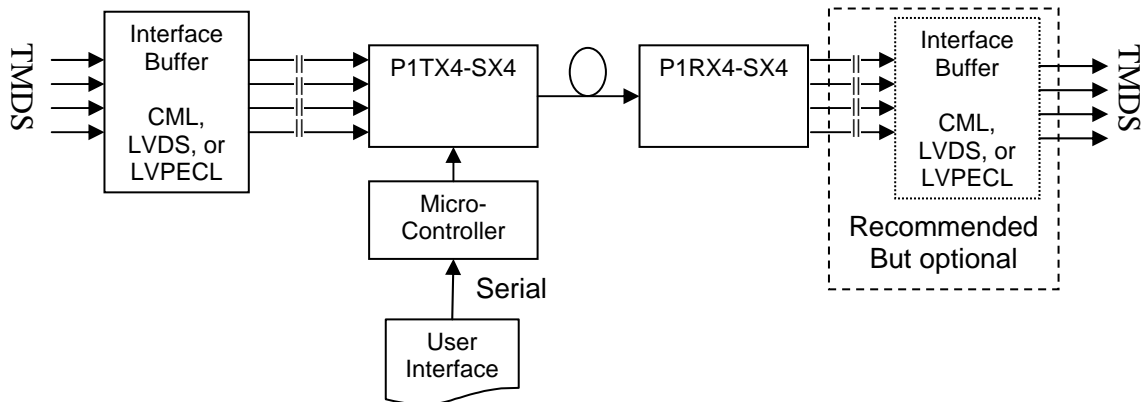 TMDS
Interface
Buffer
CML,
LVDS, or
LVPECL
P1TX4-SX4
P1RX4-SX4
Interface
Buffer
CML,
LVDS, or
LVPECL
TMDS
Recommended
But optional
Micro-
Controller
Serial
User
Interface